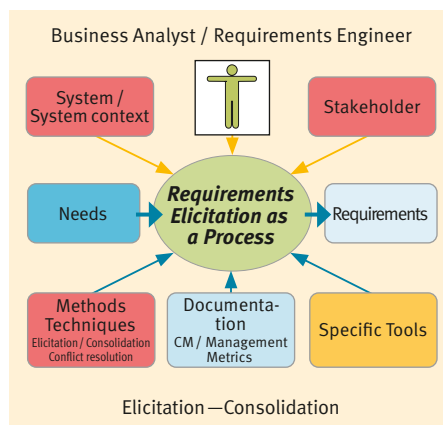 Business Analyst / Requirements Engineer
System /
System context
Stakeholder
Needs
Requirements
Elicitation as
a Process
Requirements
Methods
Techniques
Elicitation / Consolidation
Conflict resolution
Documenta-
tion
CM / Management
Metrics
Specific Tools
Elicitation—Consolidation